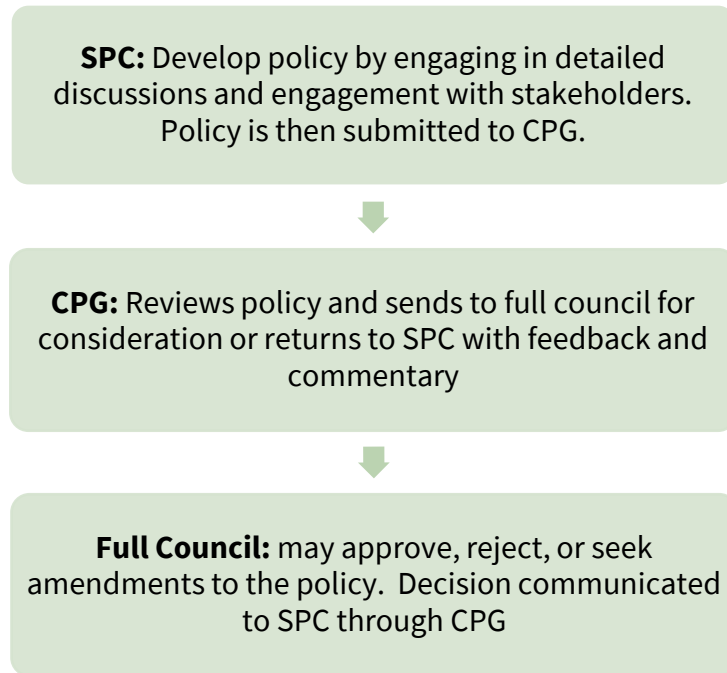 SPC: Develop policy by engaging in detailed
discussions and engagement with stakeholders.
Policy is then submitted to CPG.
CPG: Reviews policy and sends to full council for
consideration or returns to SPC with feedback and
commentary
Full Council: may approve, reject, or seek
amendments to the policy.  Decision communicated
to SPC through CPG